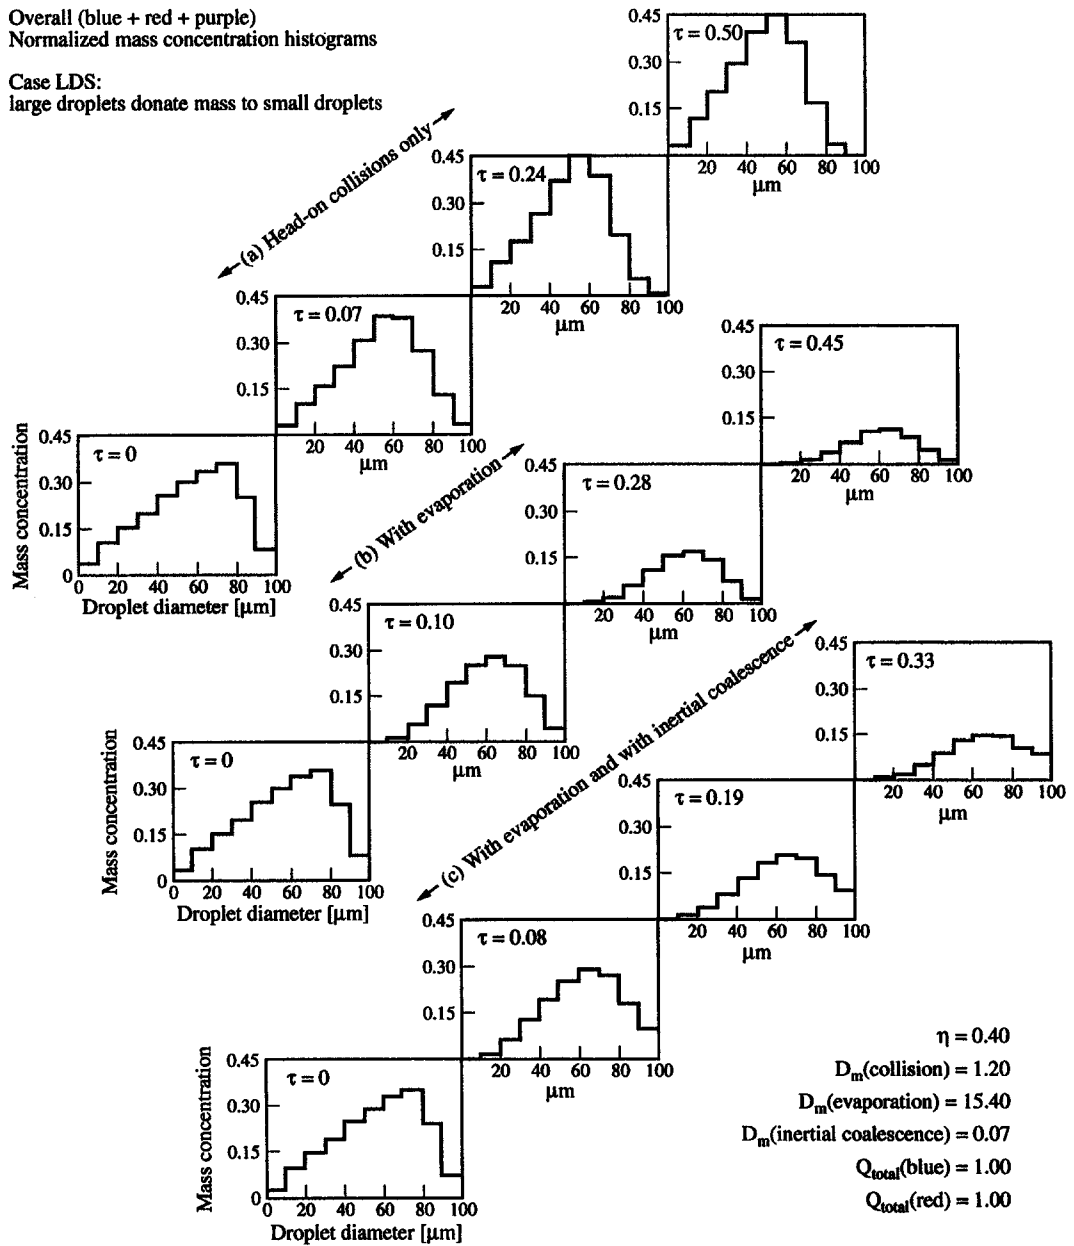 Overall (blue + red + purple)
Normalized mass concentration histograms
Case LDS:
large droplets donate mass to small droplets
(a) Head-on collisions only
τ = 0.50
0.45
0.30
0.15
20 40 60 80 100
μm
τ = 0.24
0.45
0.30
0.15
20 40 60 80 100
μm
τ = 0.07
0.45
0.30
0.15
20 40 60 80 100
μm
τ = 0
Mass concentration
0.45
0.30
0.15
0
0 20 40 60 80 100
Droplet diameter [μm]
(b) With evaporation
τ = 0.45
0.45
0.30
0.15
20 40 60 80 100
μm
τ = 0.28
0.45
0.30
0.15
20 40 60 80 100
μm
τ = 0.10
0.45
0.30
0.15
20 40 60 80 100
μm
τ = 0
Mass concentration
0.45
0.30
0.15
0
0 20 40 60 80 100
Droplet diameter [μm]
(c) With evaporation and with inertial coalescence
τ = 0.33
0.45
0.30
0.15
20 40 60 80 100
μm
τ = 0.19
0.45
0.30
0.15
20 40 60 80 100
μm
τ = 0.08
0.45
0.30
0.15
20 40 60 80 100
μm
τ = 0
Mass concentration
0.45
0.30
0.15
0
0 20 40 60 80 100
Droplet diameter [μm]
η = 0.40
Dm(collision) = 1.20
Dm(evaporation) = 15.40
Dm(inertial coalescence) = 0.07
Qtotal(blue) = 1.00
Qtotal(red) = 1.00